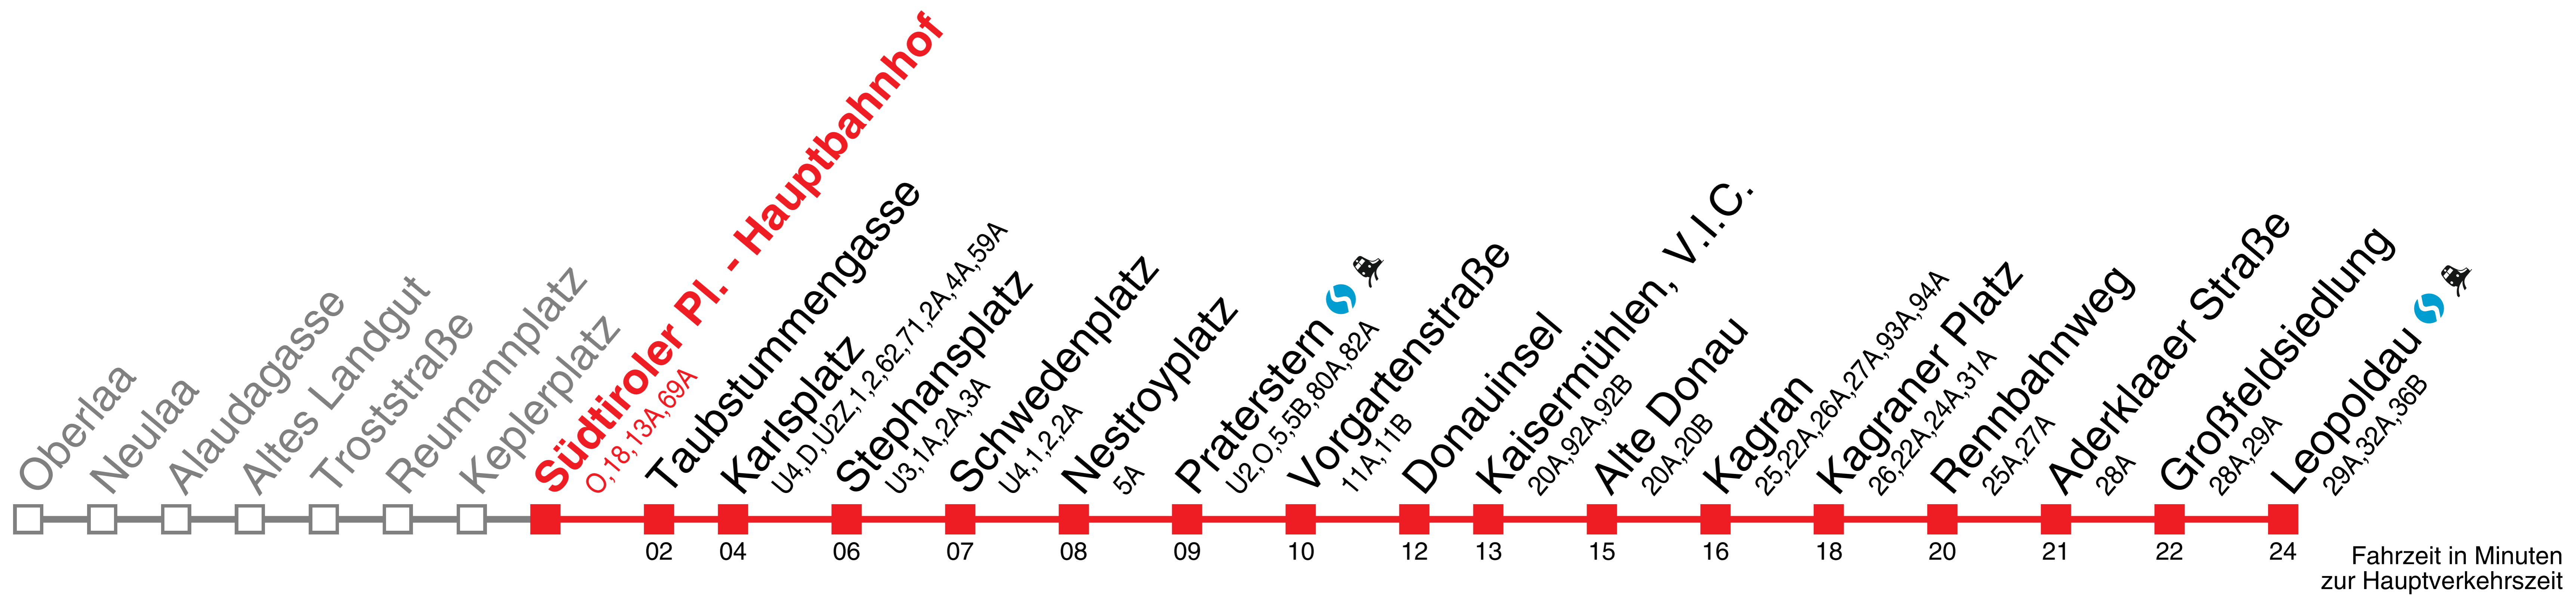 Oberlaa
Neulaa
Alaudagasse
Altes Landgut
Troststraße
Reumannplatz
Keplerplatz
Südtiroler Pl. - Hauptbahnhof
O,18,13A,69A
Taubstummengasse
02
Karlsplatz
U4,D,U2Z,1,2,62,71,2A,4A,59A
04
Stephansplatz
U3,1A,2A,3A
06
Schwedenplatz
U4,1,2,2A
07
Nestroyplatz
5A
08
Praterstern
U2,O,5,5B,80A,82A
09
Vorgartenstraße
11A,11B
10
Donauinsel
12
Kaisermühlen, V.I.C.
20A,92A,92B
13
Alte Donau
20A,20B
15
Kagran
25,22A,26A,27A,93A,94A
16
Kagraner Platz
26,22A,24A,31A
18
Rennbahnweg
25A,27A
20
Aderklaaer Straße
28A
21
Großfeldsiedlung
28A,29A
22
Leopoldau
29A,32A,36B
24
Fahrzeit in Minuten
zur Hauptverkehrszeit